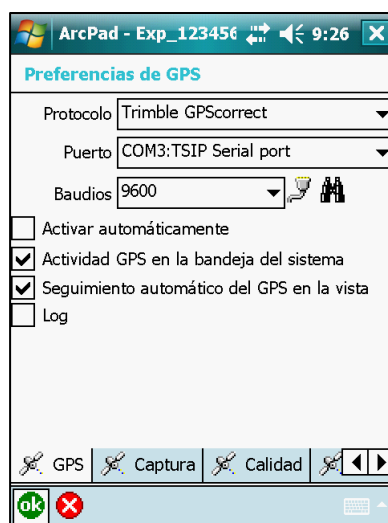 ArcPad - Exp_123456 9:26
Preferencias de GPS
Protocolo Trimble GPScorrect
Puerto COM3:TSIP Serial port
Baudios 9600
Activar automáticamente
Actividad GPS en la bandeja del sistema
Seguimiento automático del GPS en la vista
Log
GPS Captura Calidad
ok